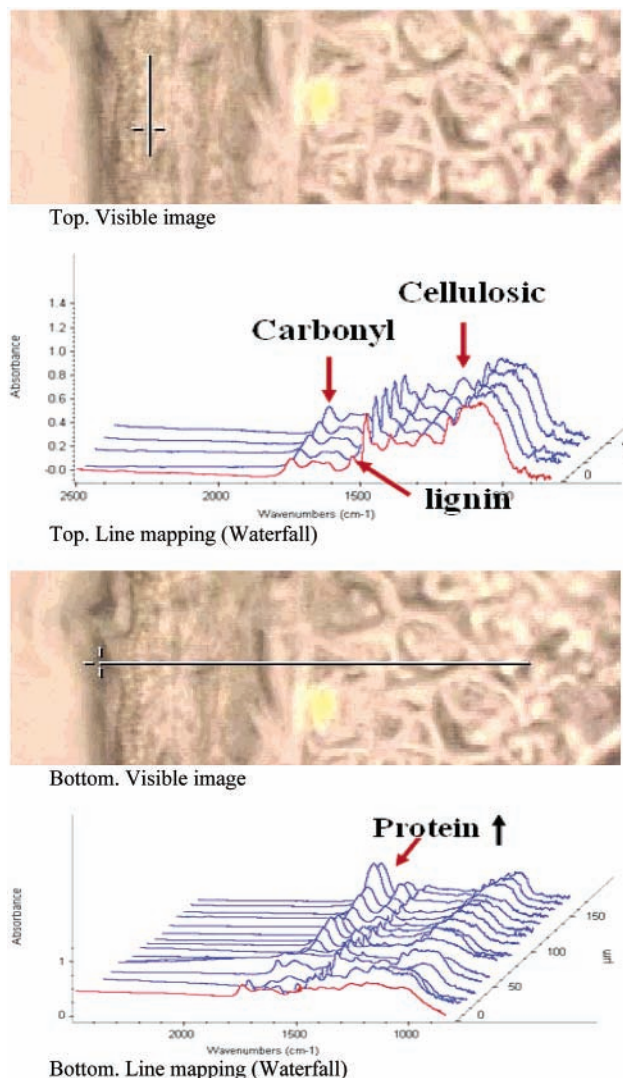 Top. Visible image
Absorbance
1.4
1.2
1.0
0.8
0.6
0.4
0.2
-0.0
Carbonyl
Cellulosic
lignin
0
2500
2000
1500
Wavenumbers (cm-1)
Top. Line mapping (Waterfall)
Bottom. Visible image
Protein ↑
Absorbance
1
0
150
100
50
0
µm
2000
1500
1000
Wavenumbers (cm-1)
Bottom. Line mapping (Waterfall)